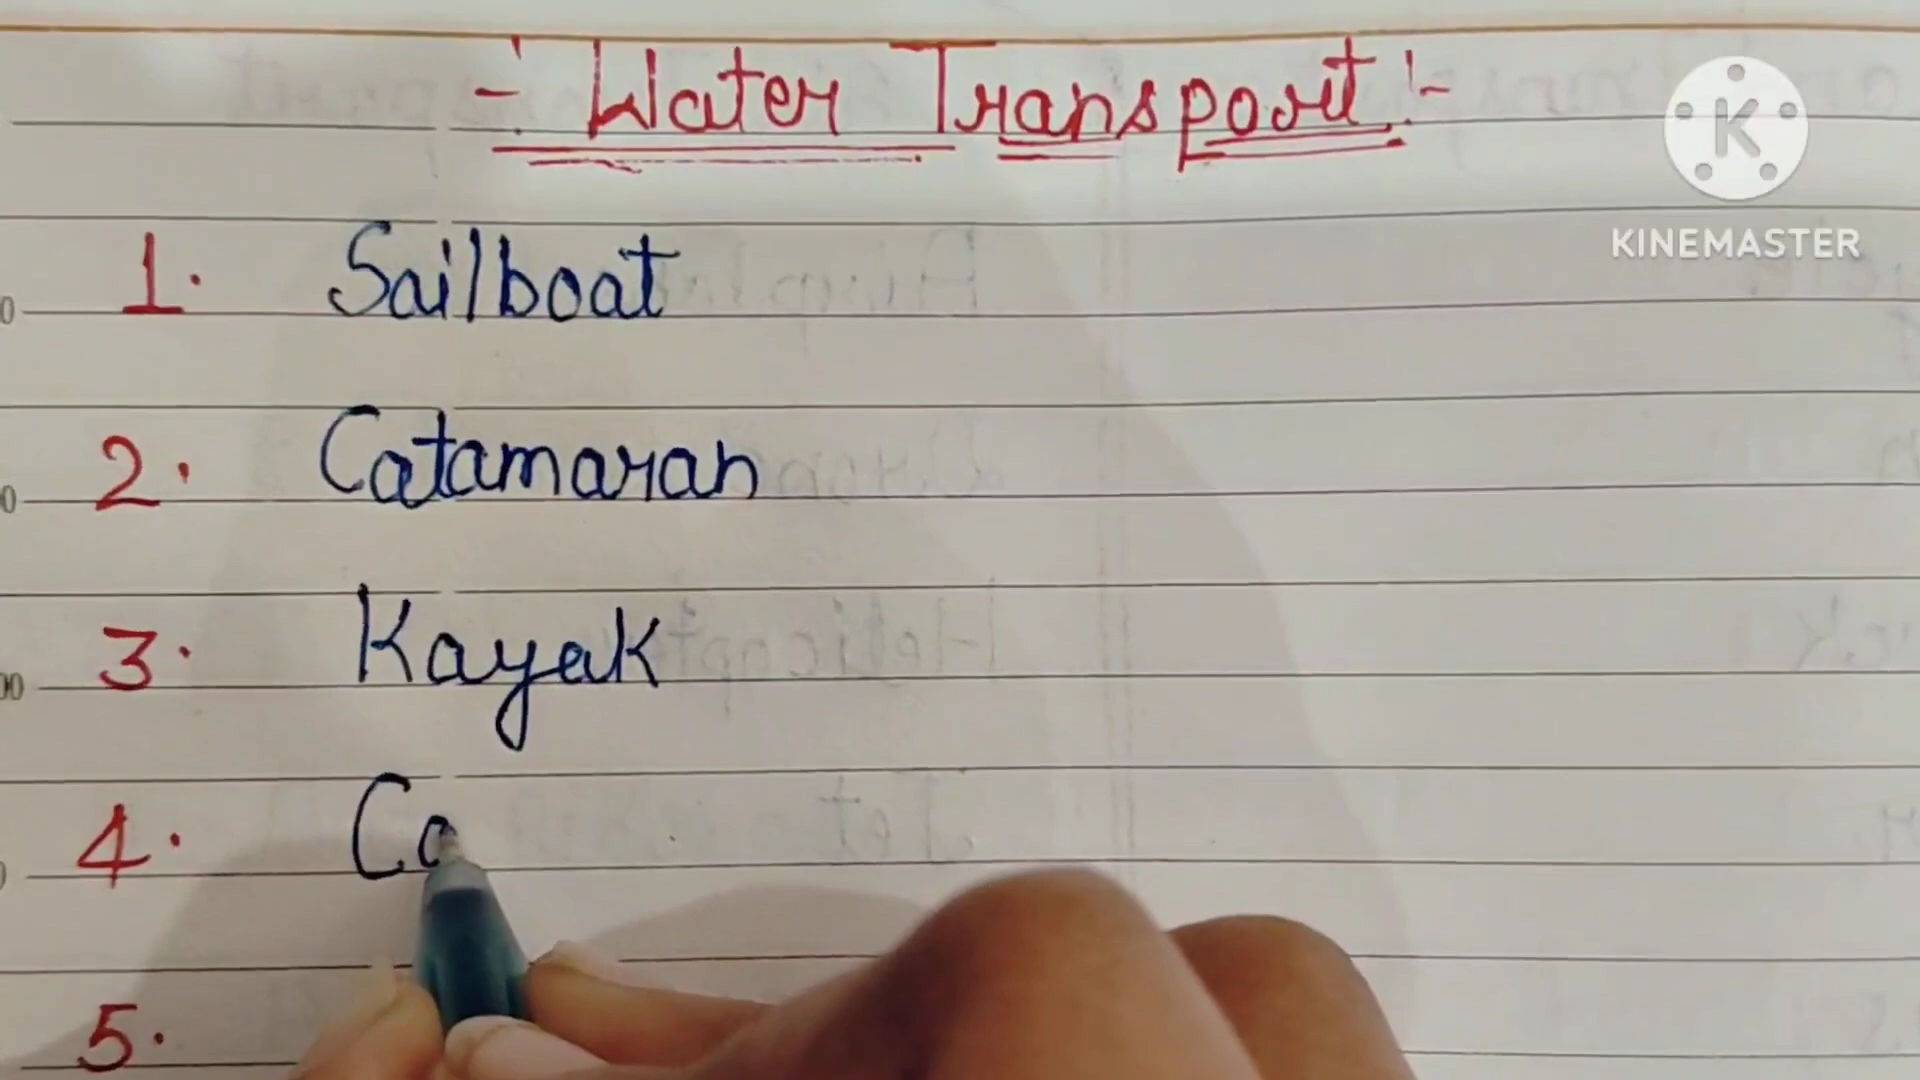 -: Water Transport :-
K
KINEMASTER
1. Sailboat
2. Catamaran
3. Kayak
4. Ca
5.